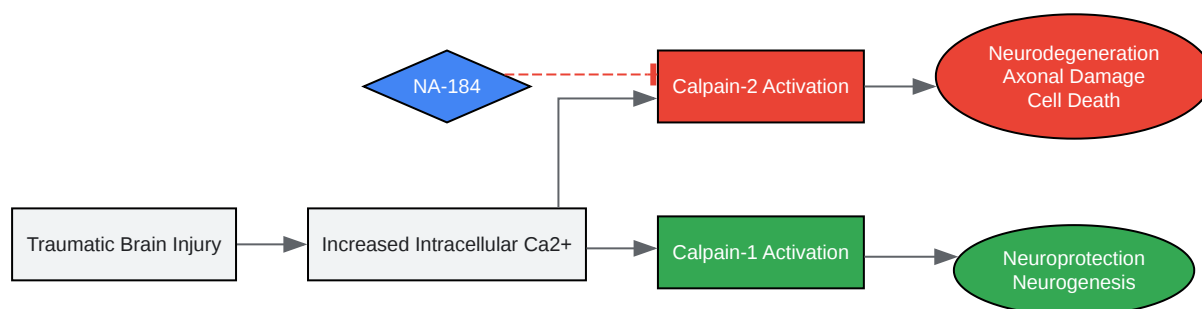 NA-184
Calpain-2 Activation
Neurodegeneration
Axonal Damage
Cell Death
Traumatic Brain Injury
Increased Intracellular Ca2+
Calpain-1 Activation
Neuroprotection
Neurogenesis